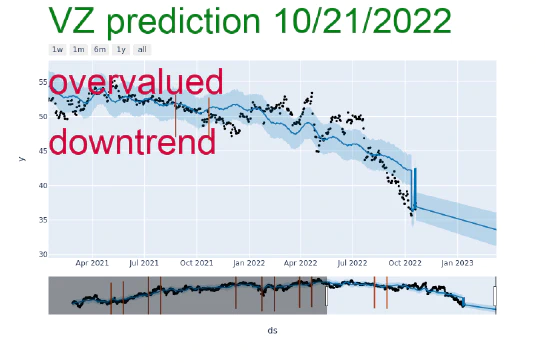 VZ prediction 10/21/2022
1w 1m 6m 1y all
overvalued
downtrend
55
50
45
40
35
30
y
Apr 2021 Jul 2021 Oct 2021 Jan 2022 Apr 2022 Jul 2022 Oct 2022 Jan 2023
ds